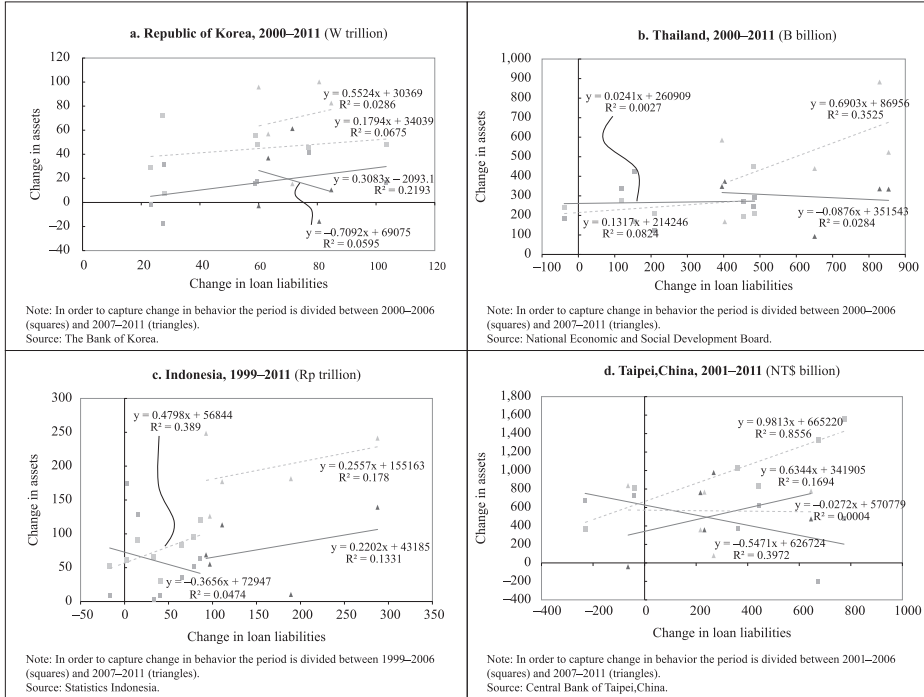 a. Republic of Korea, 2000–2011 (W trillion)
120
100
80
60
40
20
0
–20
–40
Change in assets
y = 0.5524x + 30369
R² = 0.0286
y = 0.1794x + 34039
R² = 0.0675
y = 0.3083x – 2093.1
R² = 0.2193
y = –0.7092x + 69075
R² = 0.0595
0 20 40 60 80 100 120
Change in loan liabilities
Note: In order to capture change in behavior the period is divided between 2000–2006
(squares) and 2007–2011 (triangles).
Source: The Bank of Korea.
b. Thailand, 2000–2011 (B billion)
1,000
900
800
700
600
500
400
300
200
100
0
Change in assets
y = 0.0241x + 260909
R² = 0.0027
y = 0.6903x + 86956
R² = 0.3525
y = 0.1317x + 214246
R² = 0.0824
y = –0.0876x + 351543
R² = 0.0284
–100 0 100 200 300 400 500 600 700 800 900
Change in loan liabilities
Note: In order to capture change in behavior the period is divided between 2000–2006
(squares) and 2007–2011 (triangles).
Source: National Economic and Social Development Board.
c. Indonesia, 1999–2011 (Rp trillion)
300
250
200
150
100
50
0
Change in assets
y = 0.4798x + 56844
R² = 0.389
y = 0.2557x + 155163
R² = 0.178
y = 0.2202x + 43185
R² = 0.1331
y = –0.3656x + 72947
R² = 0.0474
–50 0 50 100 150 200 250 300 350
Change in loan liabilities
Note: In order to capture change in behavior the period is divided between 1999–2006
(squares) and 2007–2011 (triangles).
Source: Statistics Indonesia.
d. Taipei,China, 2001–2011 (NT$ billion)
1,800
1,600
1,400
1,200
1,000
800
600
400
200
0
–200
–400
Change in assets
y = 0.9813x + 665220
R² = 0.8556
y = 0.6344x + 341905
R² = 0.1694
y = –0.0272x + 570779
R² = 0.0004
y = –0.5471x + 626724
R² = 0.3972
–400 –200 0 200 400 600 800 1000
Change in loan liabilities
Note: In order to capture change in behavior the period is divided between 2001–2006
(squares) and 2007–2011 (triangles).
Source: Central Bank of Taipei,China.